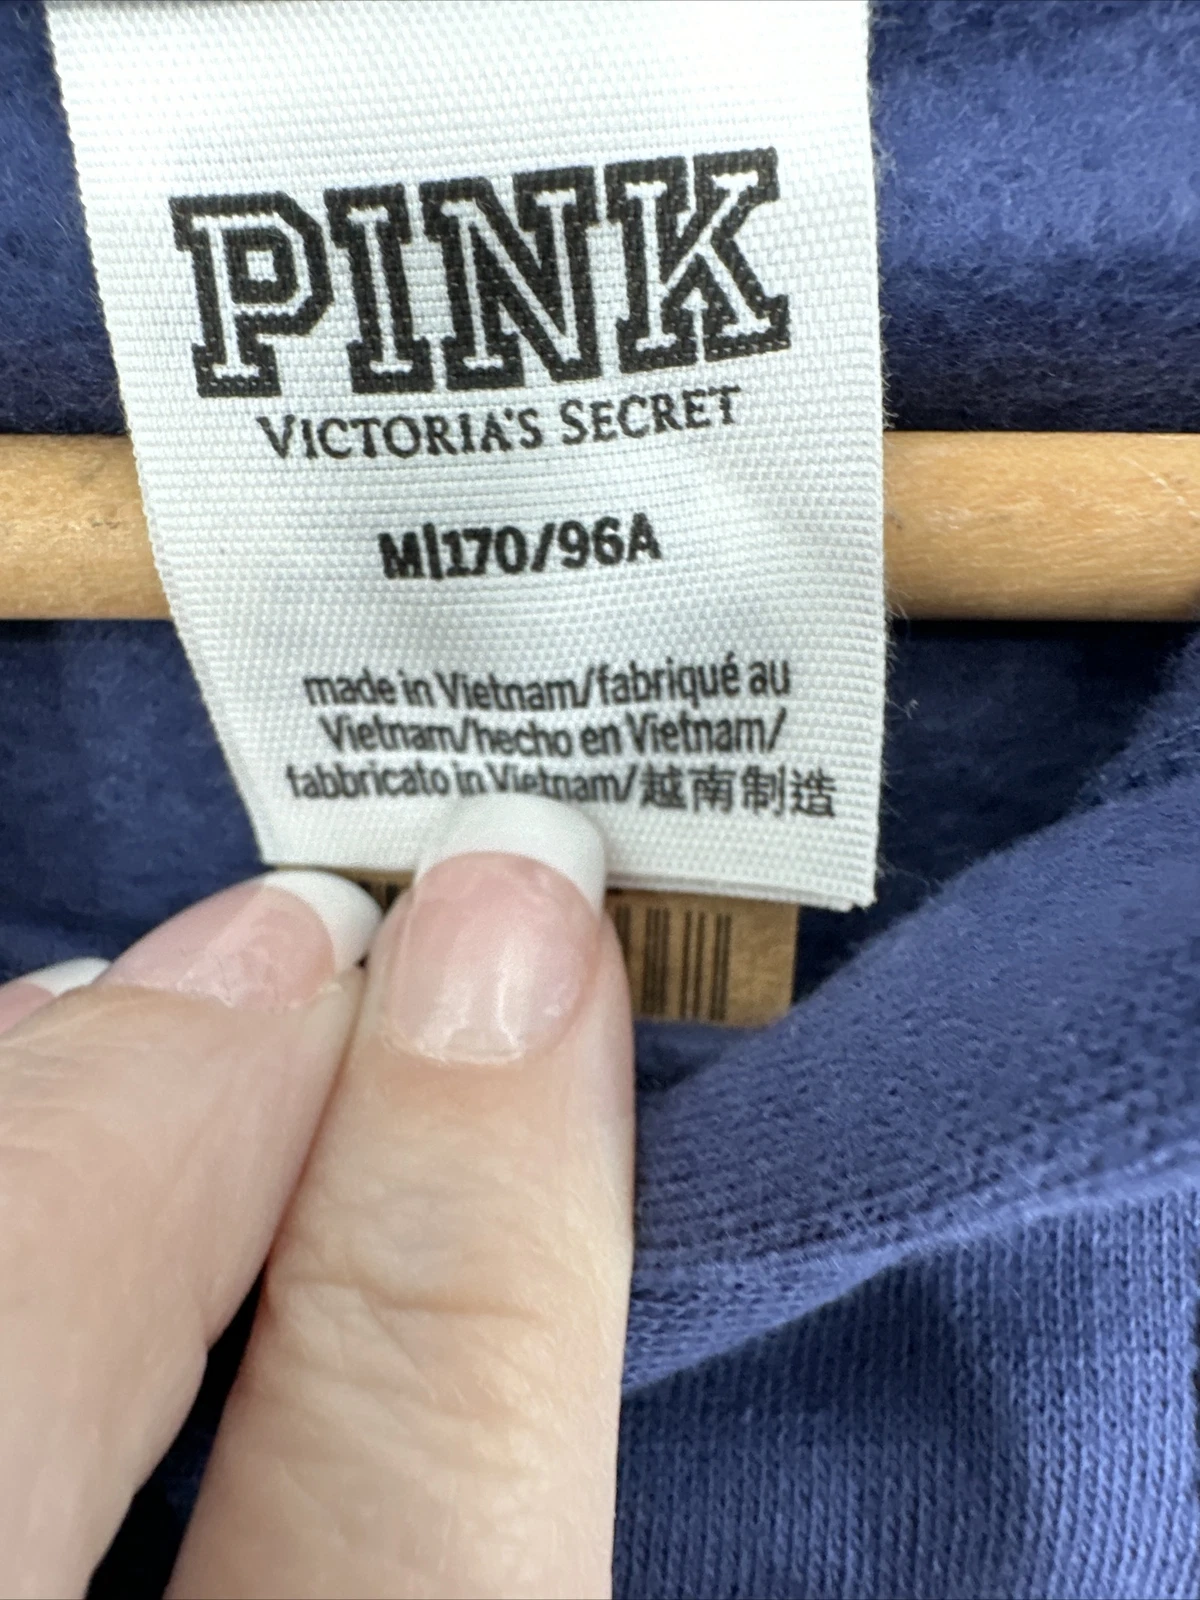 PINK
VICTORIA'S SECRET
M|170/96A
made in Vietnam/fabriqué au
Vietnam/hecho en Vietnam/
fabbricato in Vietnam/越南制造